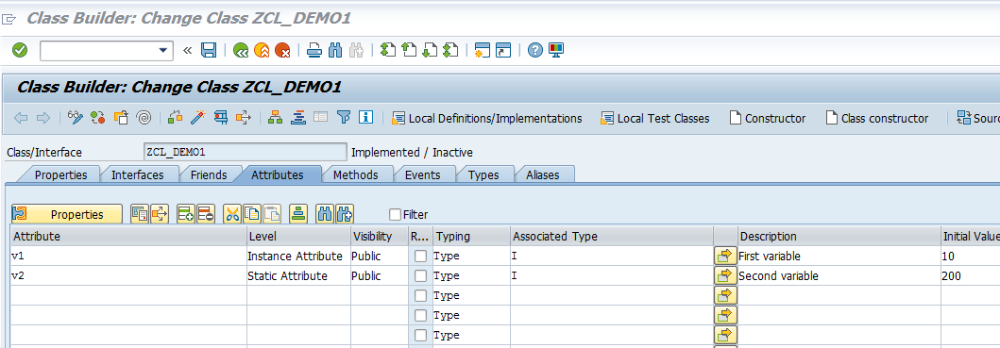 Class Builder: Change Class ZCL_DEMO1
Class Builder: Change Class ZCL_DEMO1
Local Definitions/Implementations Local Test Classes Constructor Class constructor Sourc
Class/Interface ZCL_DEMO1 Implemented / Inactive
Properties Interfaces Friends Attributes Methods Events Types Aliases
Properties Filter
Attribute Level Visibility R... Typing Associated Type Description Initial Value
v1 Instance Attribute Public Type I First variable 10
v2 Static Attribute Public Type I Second variable 200
Type
Type
Type